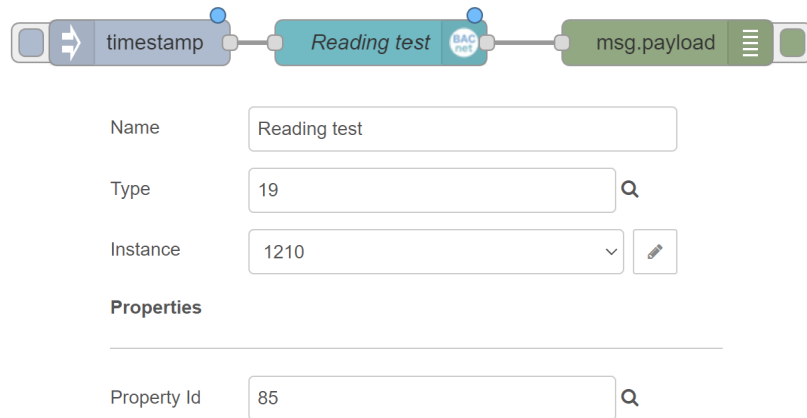 timestamp Reading test BAC net msg.payload
Name Reading test
Type 19
Instance 1210
Properties
Property Id 85